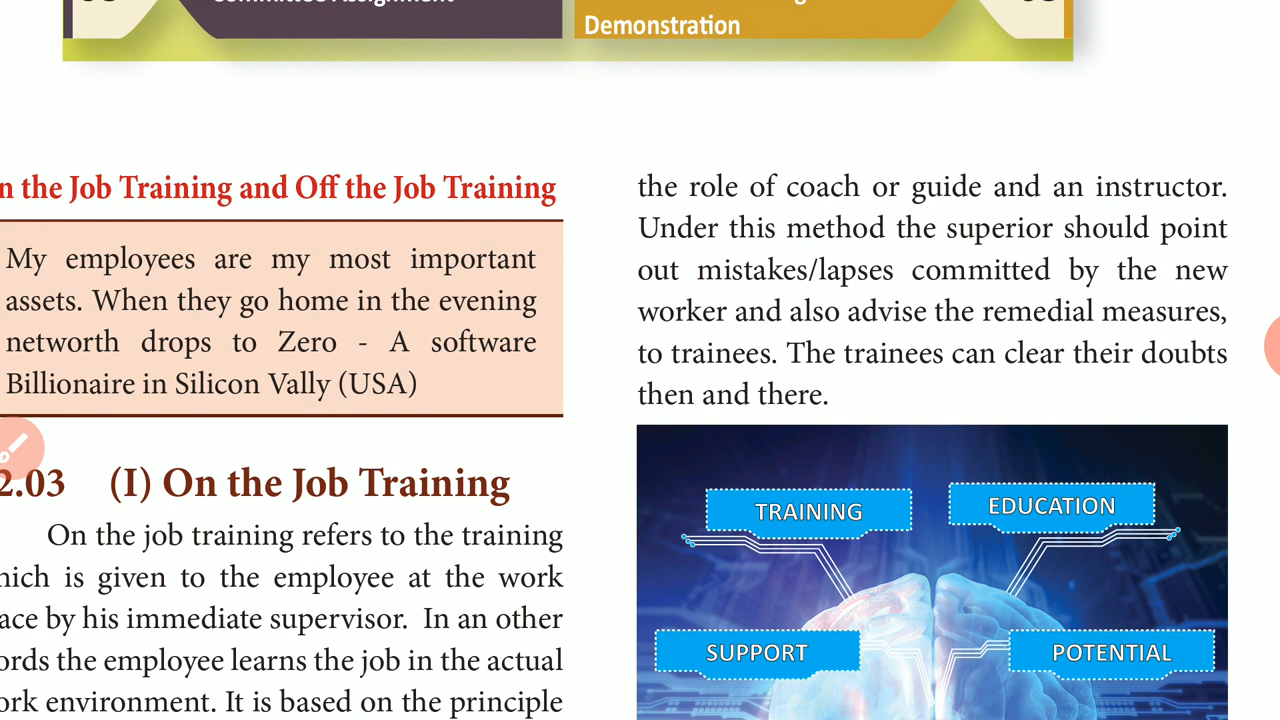 Demonstration
the Job Training and Off the Job Training
My employees are my most important
assets. When they go home in the evening
networth drops to Zero - A software
Billionaire in Silicon Vally (USA)
2.03 (I) On the Job Training
On the job training refers to the training
is given to the employee at the work
by his immediate supervisor. In an other
the employee learns the job in the actual
environment. It is based on the principle
the role of coach or guide and an instructor.
Under this method the superior should point
out mistakes/lapses committed by the new
worker and also advise the remedial measures,
to trainees. The trainees can clear their doubts
then and there.
TRAINING
EDUCATION
SUPPORT
POTENTIAL